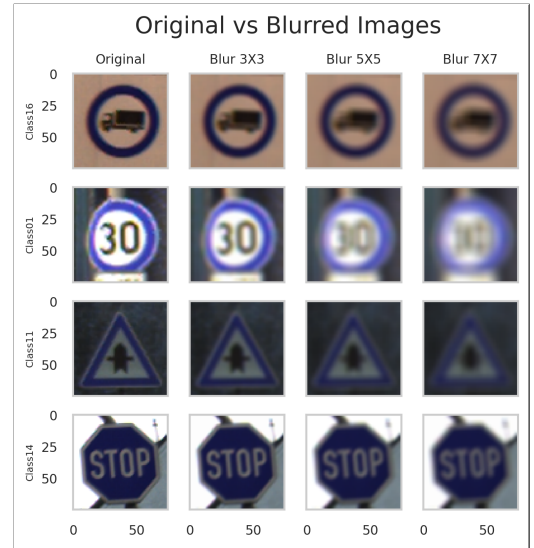 Original vs Blurred Images
Original Blur 3X3 Blur 5X5 Blur 7X7
0
25
50
Class16
0
25
50
Class01
30 30 30
0
25
50
Class11
0
25
50
Class14
STOP STOP STOP STOP
0 50 0 50 0 50 0 50